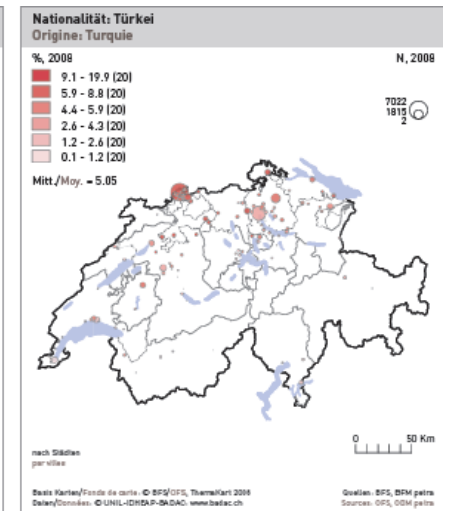 Nationalität: Türkei
Origine: Turquie
%, 2008
N, 2008
9.1 - 19.9 (20)
5.9 - 8.8 (20)
4.4 - 5.9 (20)
2.6 - 4.3 (20)
1.2 - 2.6 (20)
0.1 - 1.2 (20)
7022
1815
2
Mitt./Moy. = 5.05
0 50 Km
nach Städten
par villes
Basis Karten/Fonds de carte: © BFS/OFS, ThemaKart 2016
Daten/Données: © UNIL-IDHEAP-BADAC: www.badac.ch
Quellen: BFS, BFM petra
Sources: OFS, ODM petra